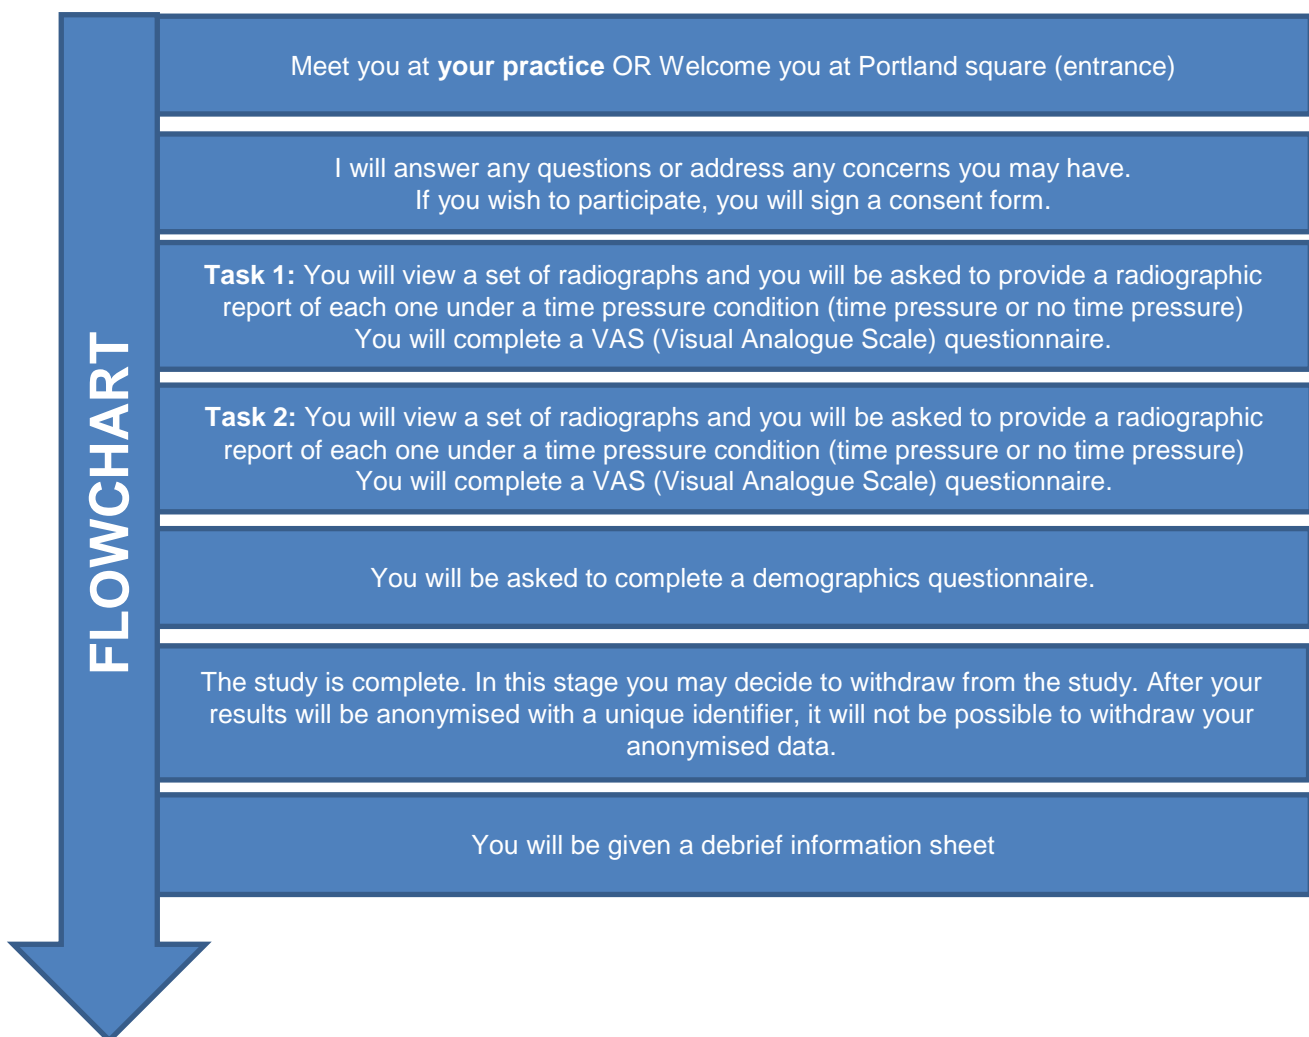 FLOWCHART
Meet you at your practice OR Welcome you at Portland square (entrance)
I will answer any questions or address any concerns you may have.
If you wish to participate, you will sign a consent form.
Task 1: You will view a set of radiographs and you will be asked to provide a radiographic
report of each one under a time pressure condition (time pressure or no time pressure)
You will complete a VAS (Visual Analogue Scale) questionnaire.
Task 2: You will view a set of radiographs and you will be asked to provide a radiographic
report of each one under a time pressure condition (time pressure or no time pressure)
You will complete a VAS (Visual Analogue Scale) questionnaire.
You will be asked to complete a demographics questionnaire.
The study is complete. In this stage you may decide to withdraw from the study. After your
results will be anonymised with a unique identifier, it will not be possible to withdraw your
anonymised data.
You will be given a debrief information sheet